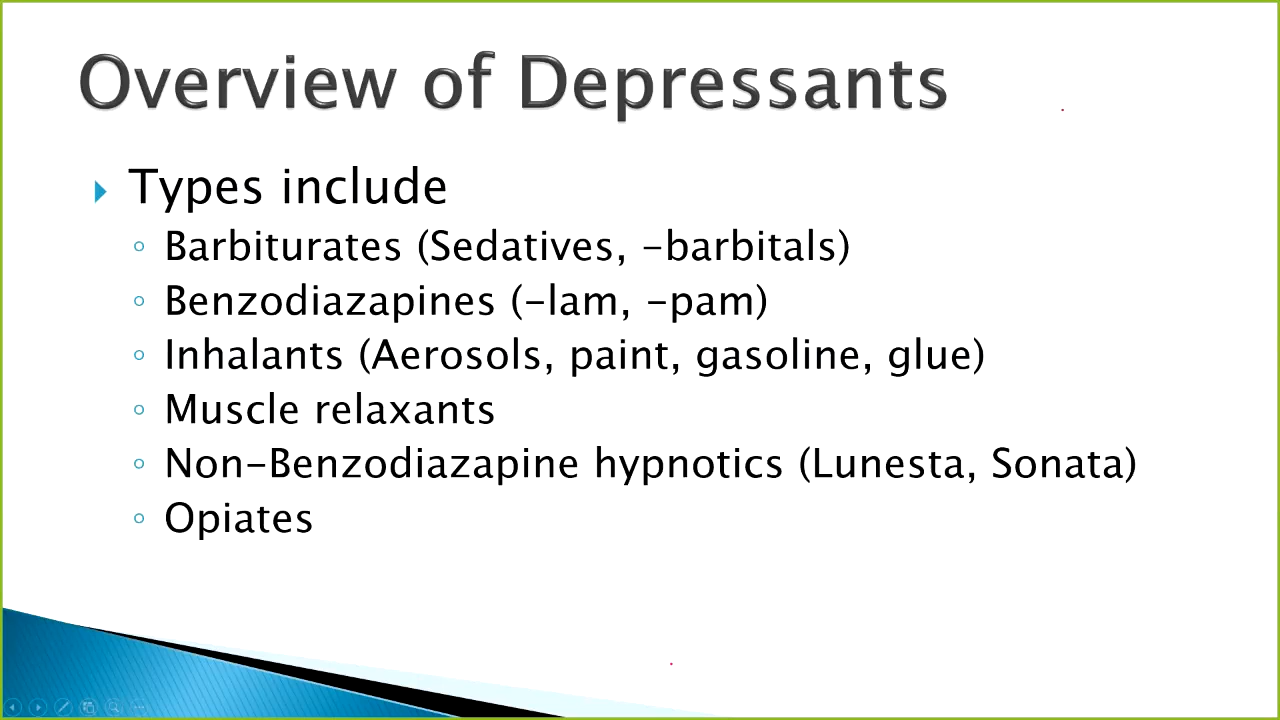 Overview of Depressants
Types include
Barbiturates (Sedatives, -barbitals)
Benzodiazapines (-lam, -pam)
Inhalants (Aerosols, paint, gasoline, glue)
Muscle relaxants
Non-Benzodiazapine hypnotics (Lunesta, Sonata)
Opiates